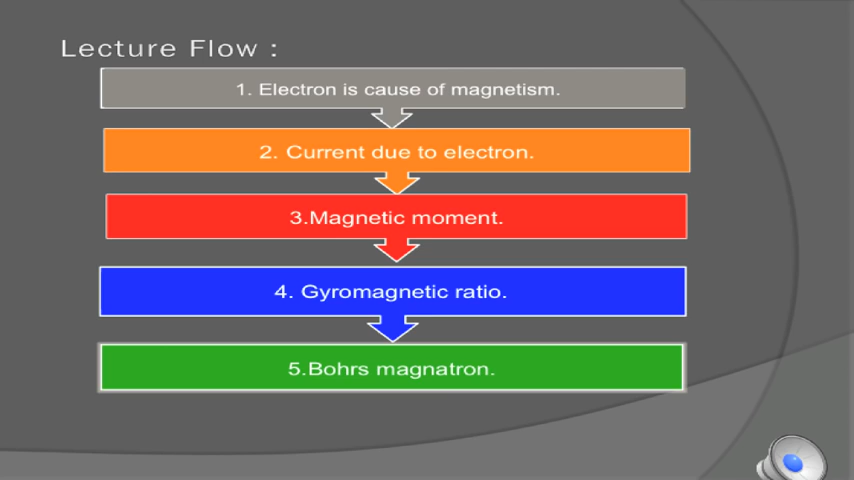 Lecture Flow :
1. Electron is cause of magnetism.
2. Current due to electron.
3.Magnetic moment.
4. Gyromagnetic ratio.
5.Bohrs magnatron.